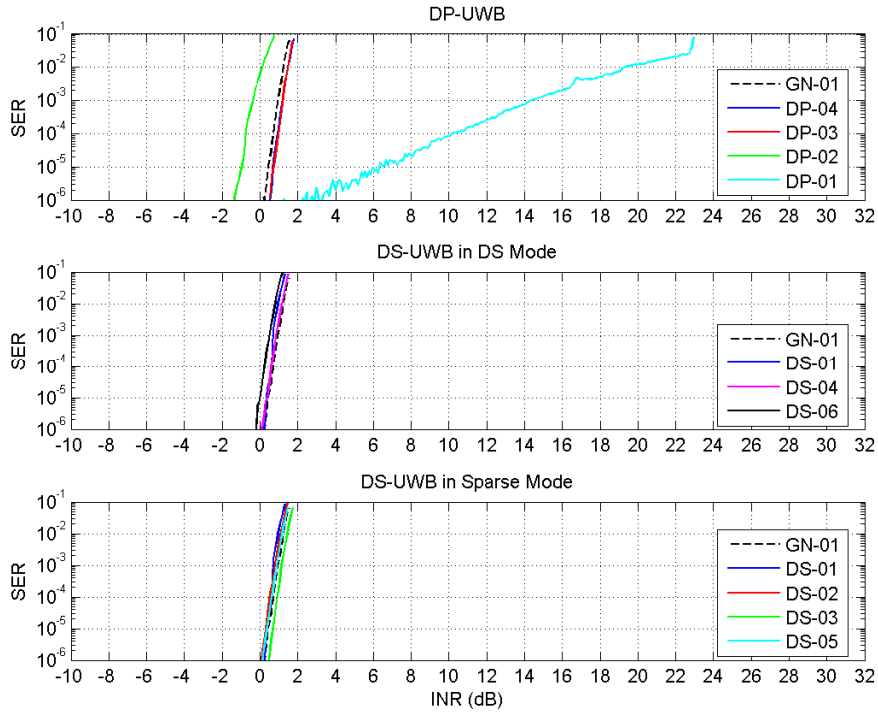 DP-UWB
10^-1
10^-2
10^-3
10^-4
10^-5
10^-6
SER
GN-01
DP-04
DP-03
DP-02
DP-01
-10 -8 -6 -4 -2 0 2 4 6 8 10 12 14 16 18 20 22 24 26 28 30 32
DS-UWB in DS Mode
10^-1
10^-2
10^-3
10^-4
10^-5
10^-6
SER
GN-01
DS-01
DS-04
DS-06
-10 -8 -6 -4 -2 0 2 4 6 8 10 12 14 16 18 20 22 24 26 28 30 32
DS-UWB in Sparse Mode
10^-1
10^-2
10^-3
10^-4
10^-5
10^-6
SER
GN-01
DS-01
DS-02
DS-03
DS-05
-10 -8 -6 -4 -2 0 2 4 6 8 10 12 14 16 18 20 22 24 26 28 30 32
INR (dB)